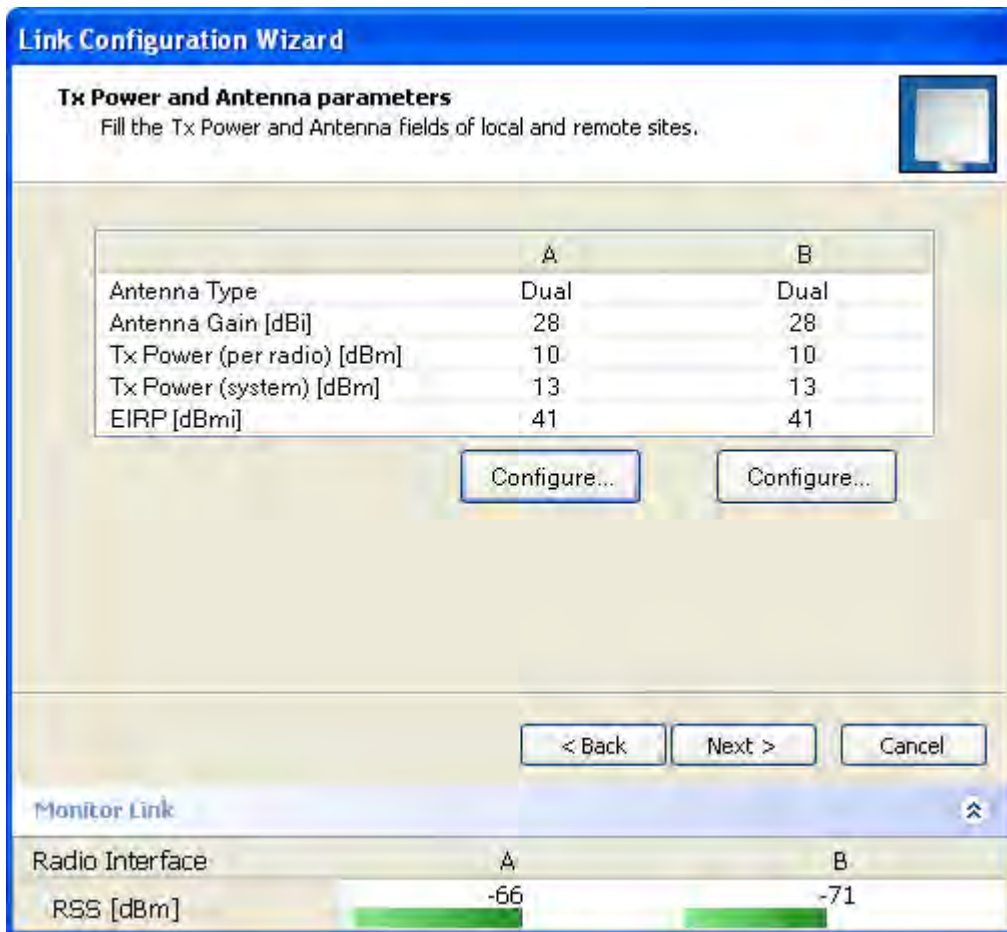 Link Configuration Wizard
Tx Power and Antenna parameters
Fill the Tx Power and Antenna fields of local and remote sites.
A B
Antenna Type Dual Dual
Antenna Gain [dBi] 28 28
Tx Power (per radio) [dBm] 10 10
Tx Power (system) [dBm] 13 13
EIRP [dBmi] 41 41
Configure... Configure...
< Back Next > Cancel
Monitor Link
Radio Interface A B
RSS [dBm] -66 -71